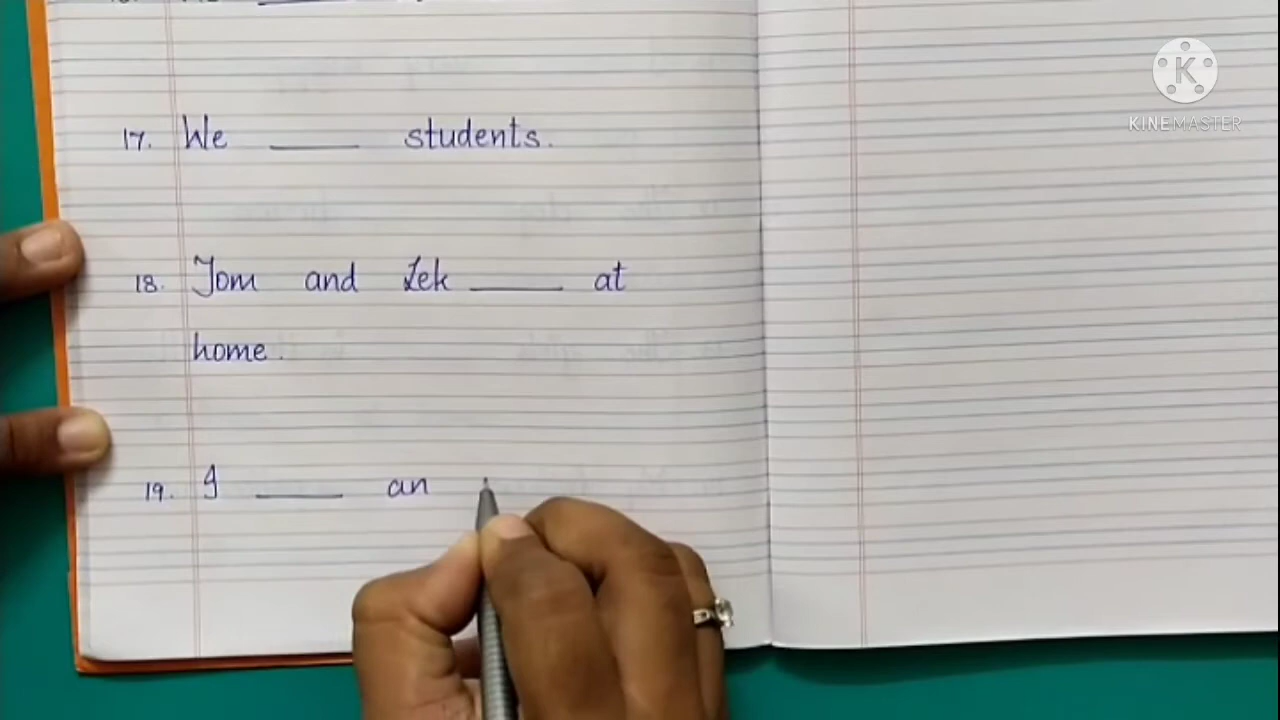 17. We ____ students.
18. Tom and Lek ____ at
home.
19. I ____ an
KINEMASTER